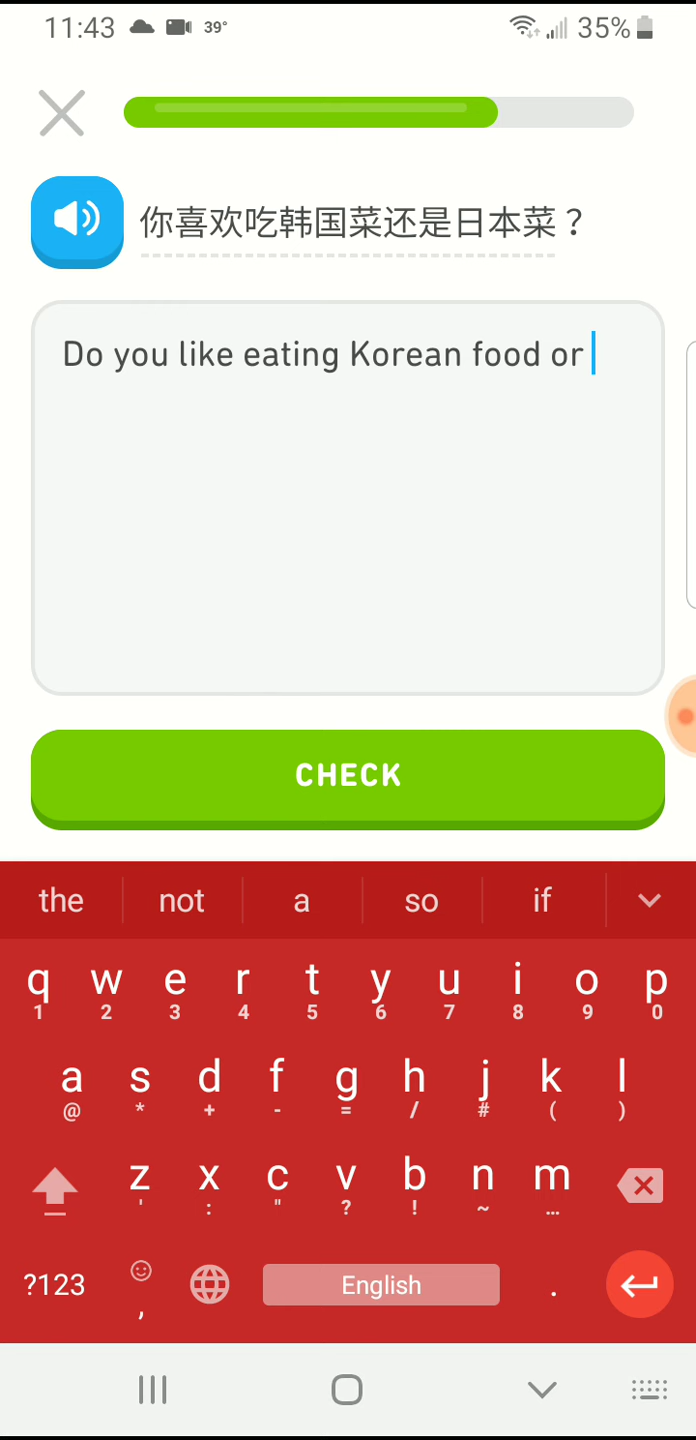 11:43 39° 35%
你喜欢吃韩国菜还是日本菜？
Do you like eating Korean food or
CHECK
the not a so if
q w e r t y u i o p
1 2 3 4 5 6 7 8 9 0
a s d f g h j k l
@ * + - = / # ( )
z x c v b n m
' : " ? ! ~ …
?123 , English .